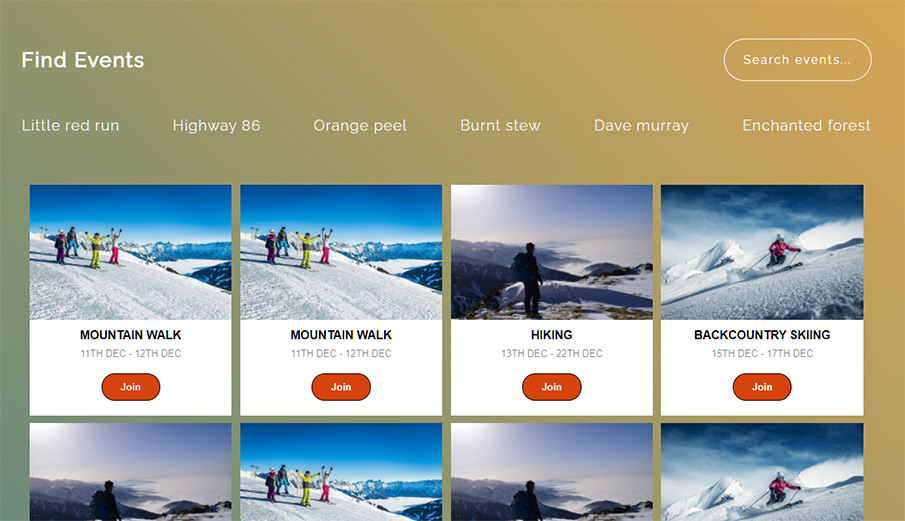 Find Events
Search events...
Little red run
Highway 86
Orange peel
Burnt stew
Dave murray
Enchanted forest
MOUNTAIN WALK
11TH DEC - 12TH DEC
Join
MOUNTAIN WALK
11TH DEC - 12TH DEC
Join
HIKING
13TH DEC - 22TH DEC
Join
BACKCOUNTRY SKIING
15TH DEC - 17TH DEC
Join